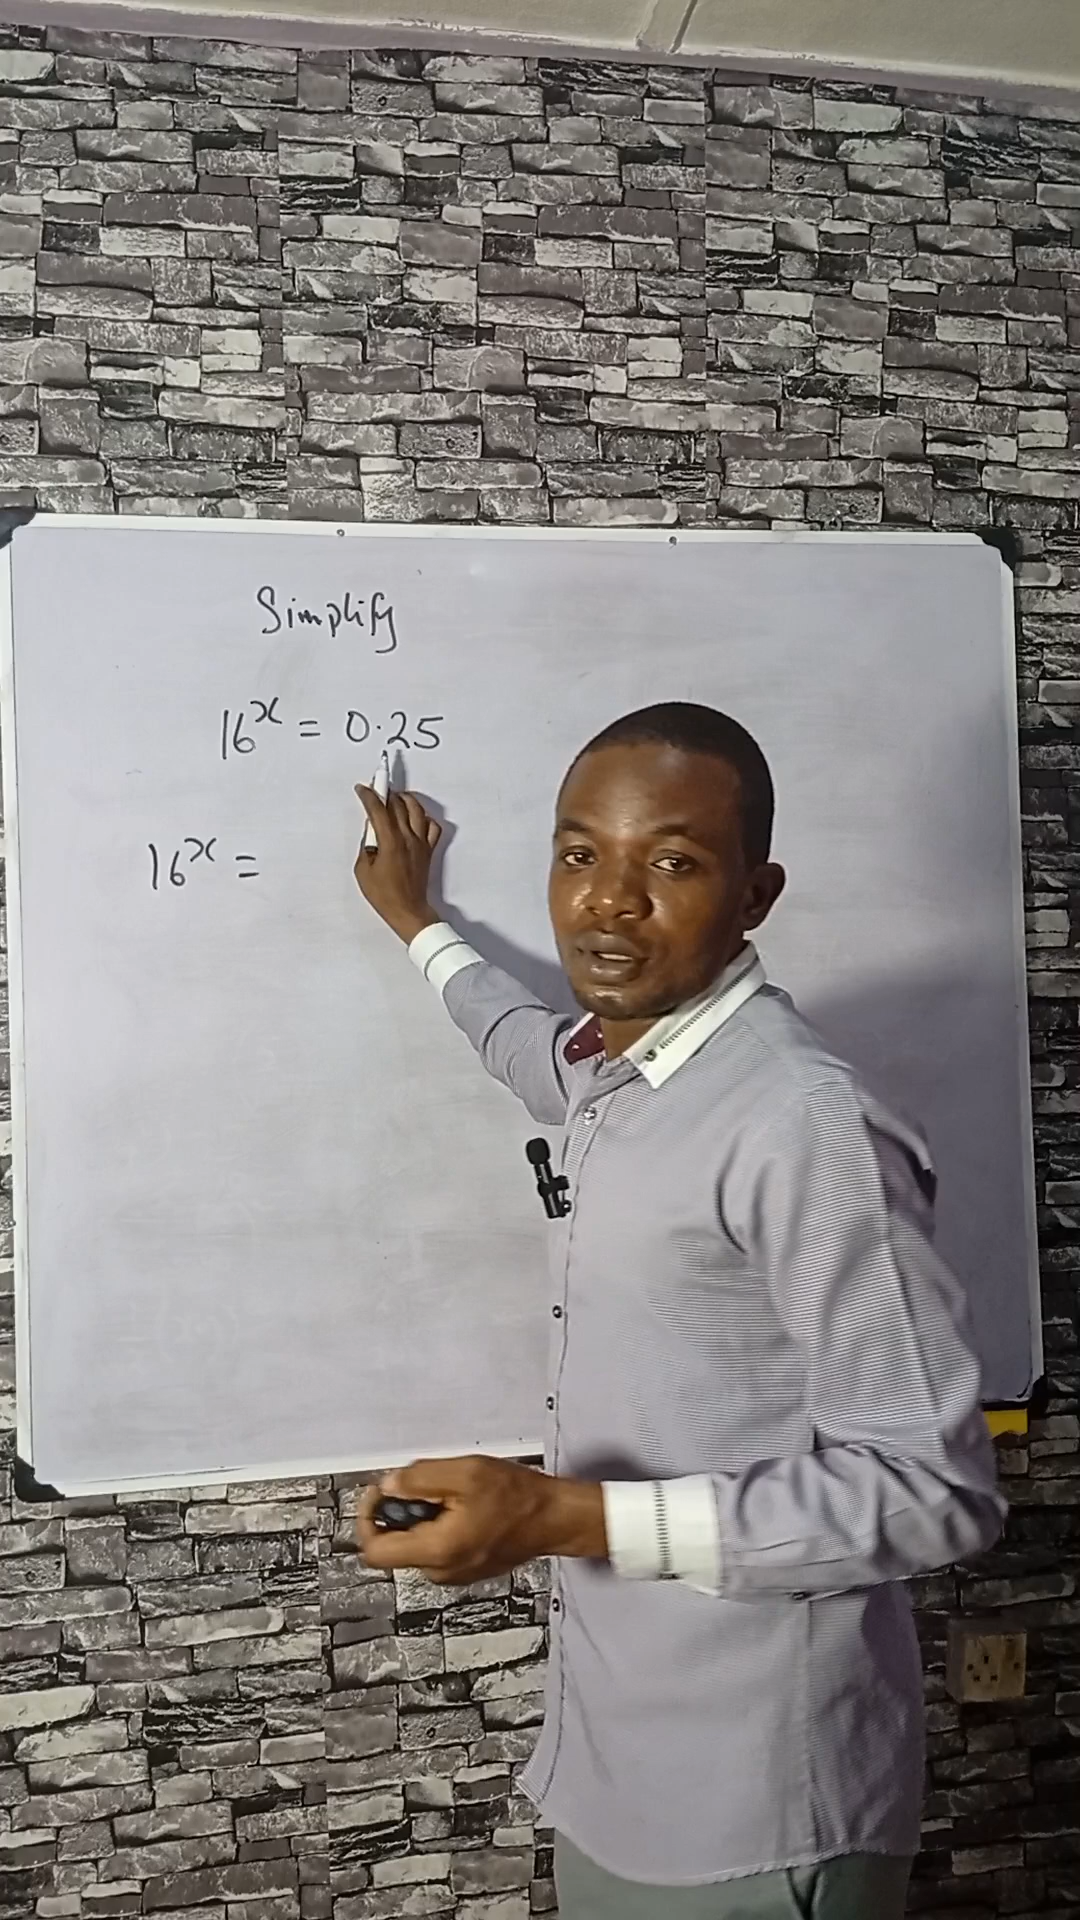 Simplify
16^x = 0.25
16^x =